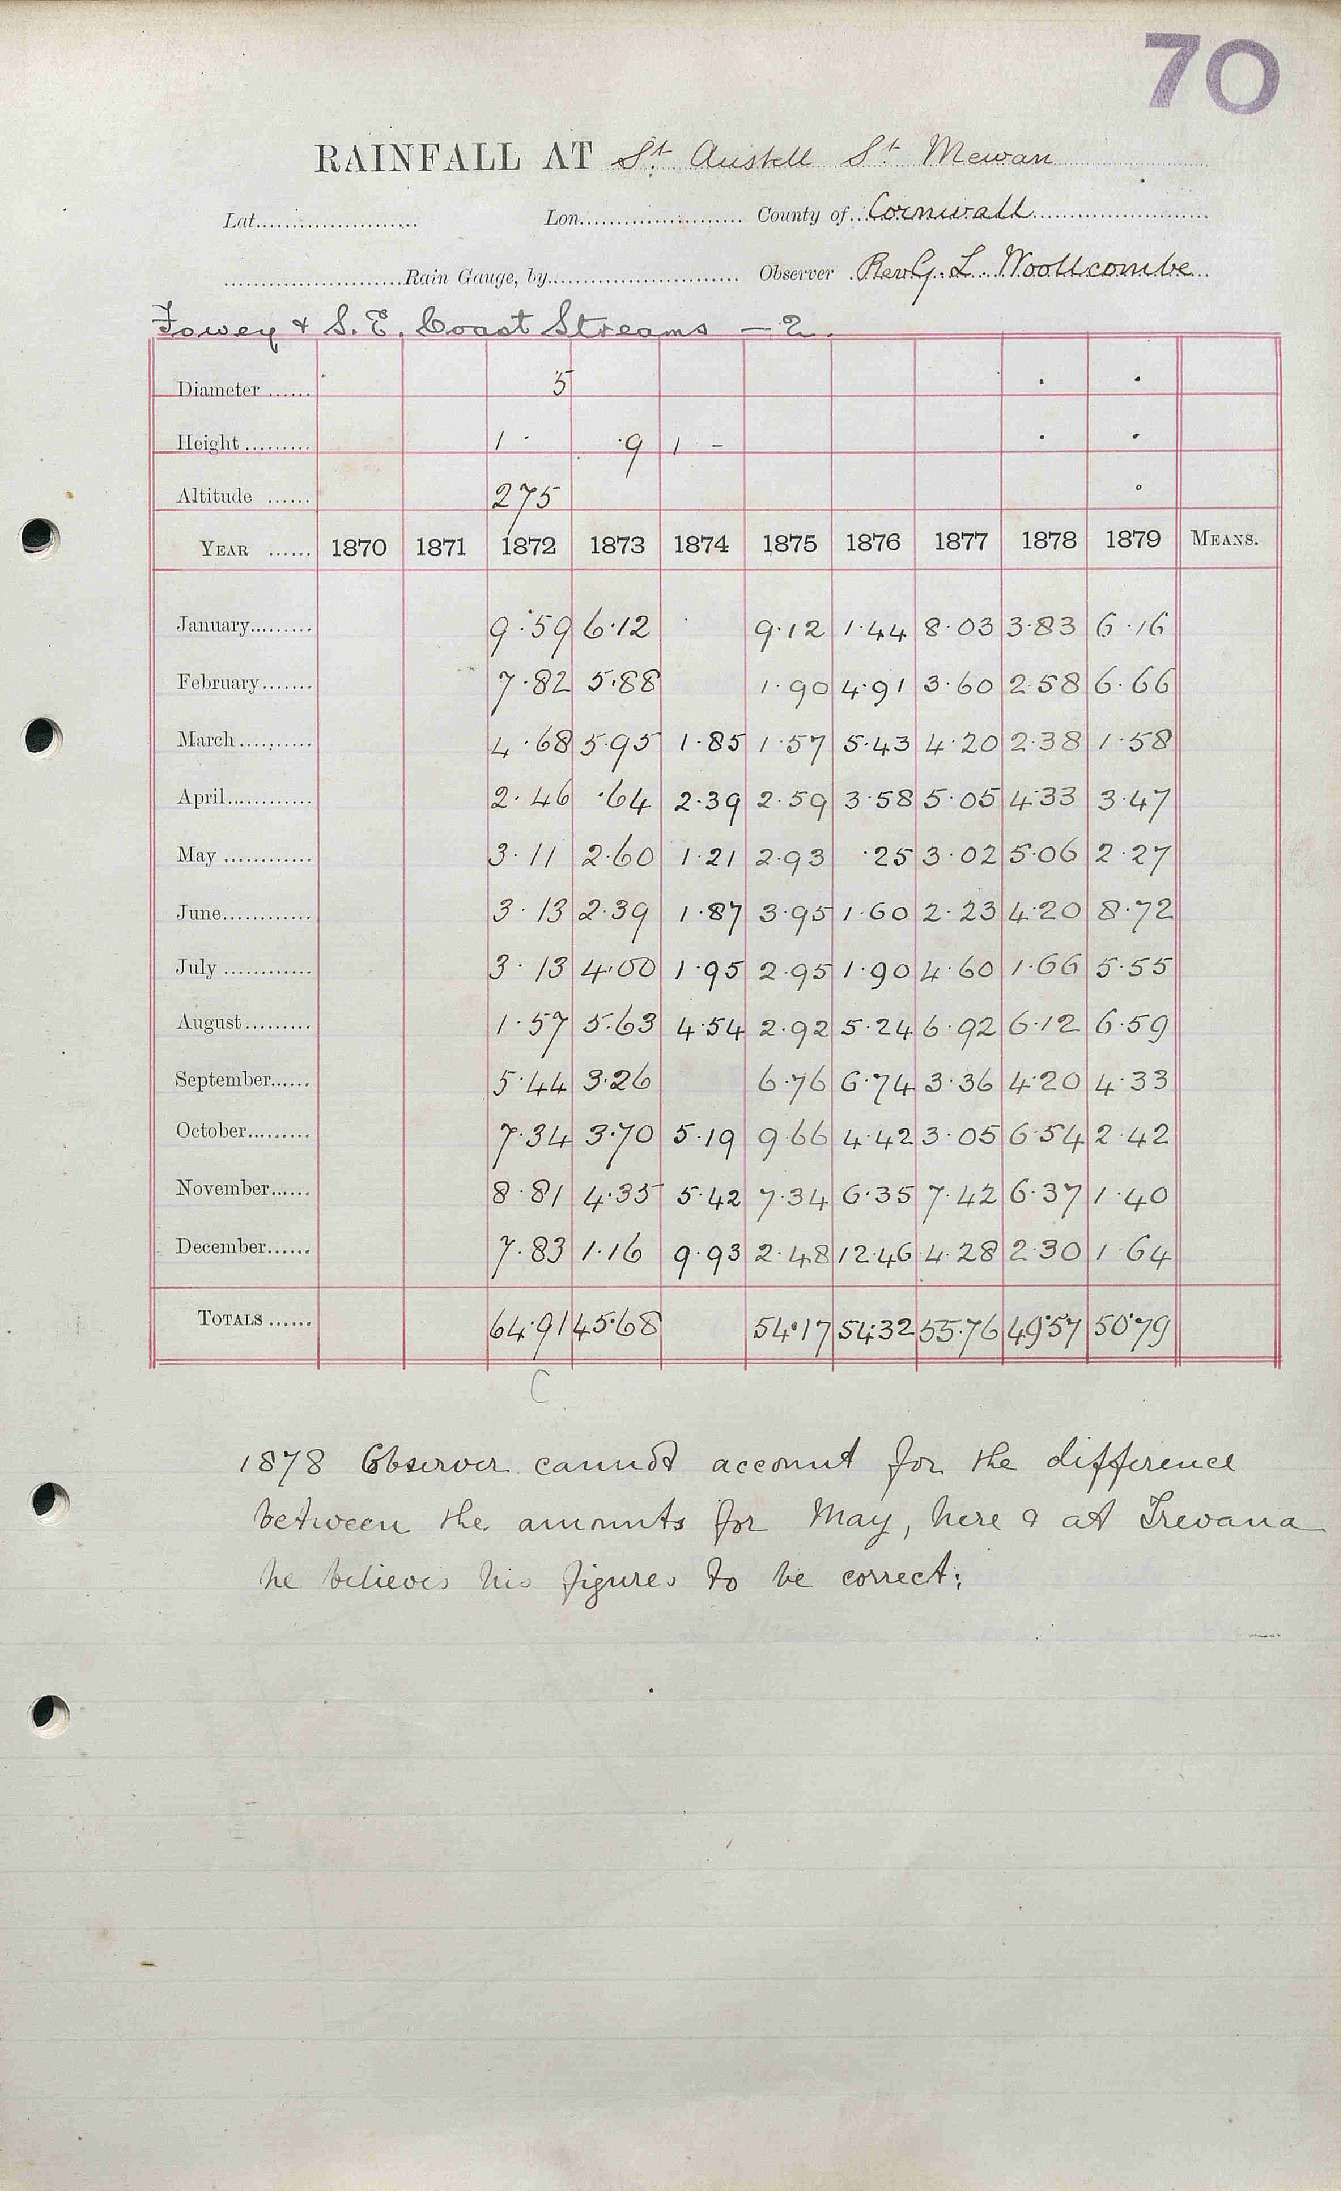 70
RAINFALL AT St. Austell St Mewan
Lat. Lon. County of Cornwall
Rain Gauge, by Observer Rev G. L. Woollcombe
Fowey & S. E. Coast Streams — 2.
Diameter 5
Height 1 · ·9 1 -
Altitude 275
YEAR 1870 1871 1872 1873 1874 1875 1876 1877 1878 1879 MEANS.
January 9·59 6·12 9·12 1·44 8·03 3·83 6·16
February 7·82 5·88 1·90 4·91 3·60 2·58 6·66
March 4·68 5·95 1·85 1·57 5·43 4·20 2·38 1·58
April 2·46 ·64 2·39 2·59 3·58 5·05 4·33 3·47
May 3·11 2·60 1·21 2·93 ·25 3·02 5·06 2·27
June 3·13 2·39 1·87 3·95 1·60 2·23 4·20 8·72
July 3·13 4·00 1·95 2·95 1·90 4·60 1·66 5·55
August 1·57 5·63 4·54 2·92 5·24 6·92 6·12 6·59
September 5·44 3·26 6·76 6·74 3·36 4·20 4·33
October 7·34 3·70 5·19 9·66 4·42 3·05 6·54 2·42
November 8·81 4·35 5·42 7·34 6·35 7·42 6·37 1·40
December 7·83 1·16 9·93 2·48 12·46 4·28 2·30 1·64
TOTALS 64·91 45·68 54·17 54·32 55·76 49·57 50·79
C
1878 Observer cannot account for the difference
between the amounts for May, here & at Trevana
he believes his figures to be correct;